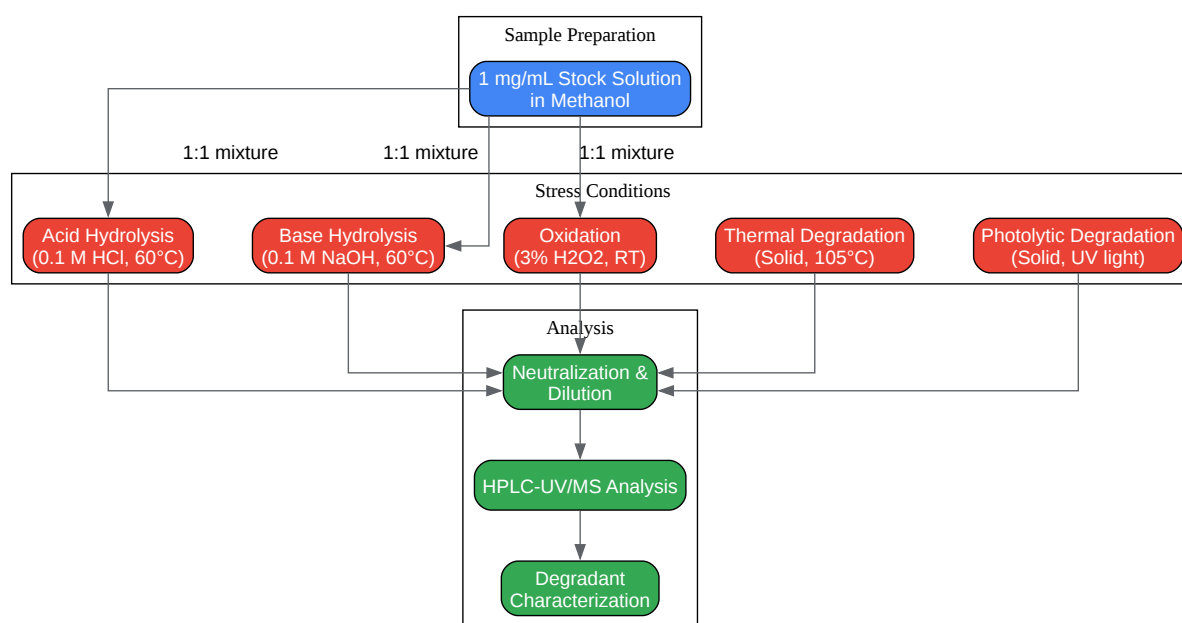 Sample Preparation
1 mg/mL Stock Solution
in Methanol
1:1 mixture
1:1 mixture
1:1 mixture
Stress Conditions
Acid Hydrolysis
(0.1 M HCl, 60°C)
Base Hydrolysis
(0.1 M NaOH, 60°C)
Oxidation
(3% H2O2, RT)
Thermal Degradation
(Solid, 105°C)
Photolytic Degradation
(Solid, UV light)
Analysis
Neutralization &
Dilution
HPLC-UV/MS Analysis
Degradant
Characterization